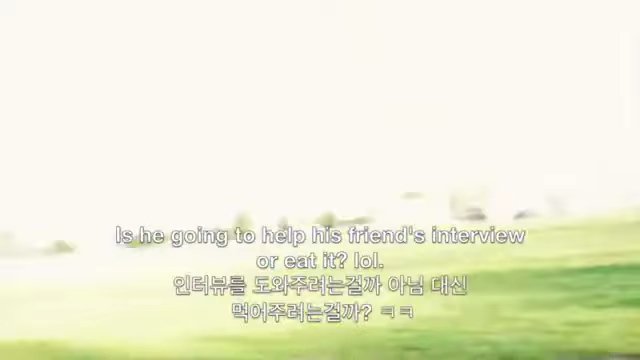 Is he going to help his friend's interview
or eat it? lol.
인터뷰를 도와주려는걸까 아님 대신
먹어주려는걸까? ㅋㅋ